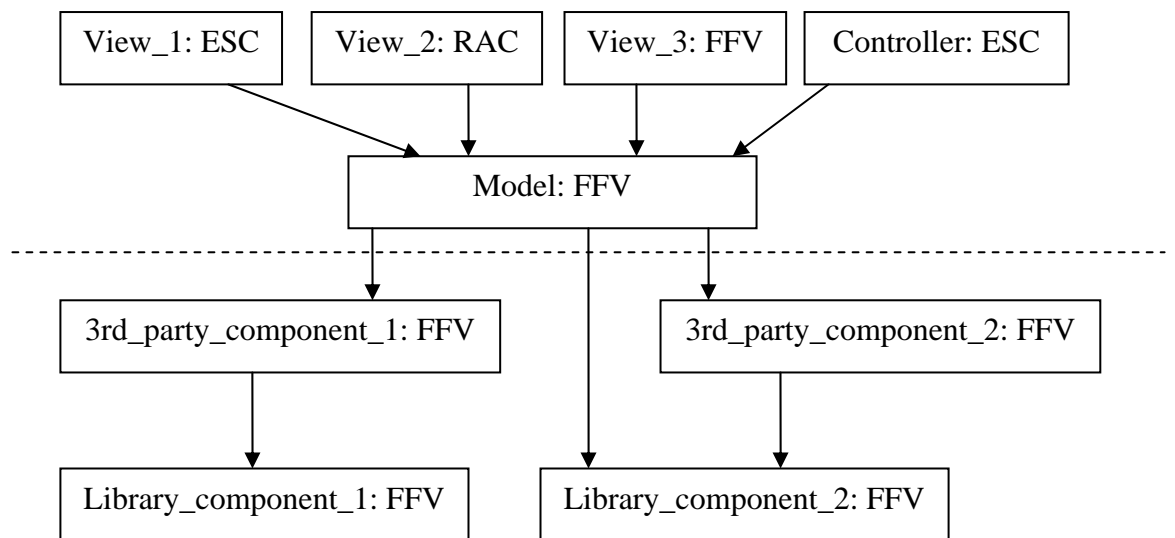 View_1: ESC
View_2: RAC
View_3: FFV
Controller: ESC
Model: FFV
3rd_party_component_1: FFV
3rd_party_component_2: FFV
Library_component_1: FFV
Library_component_2: FFV